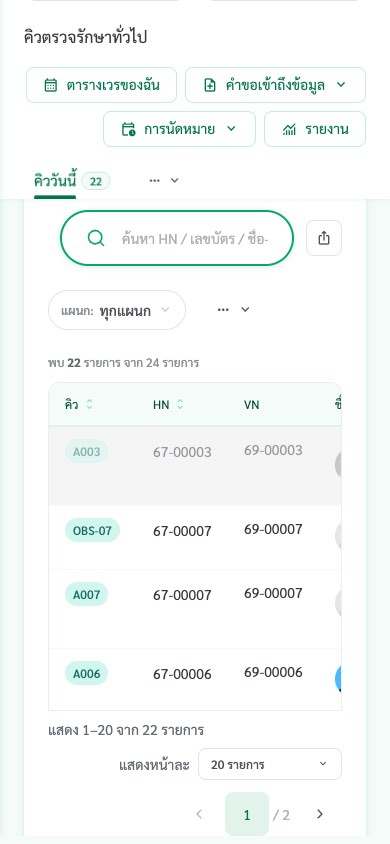 คิวตรวจรักษาทั่วไป
ตารางเวรของฉัน คำขอเข้าถึงข้อมูล
การนัดหมาย รายงาน
คิววันนี้ 22 ...
ค้นหา HN / เลขบัตร / ชื่อ-
แผนก: ทุกแผนก ...
พบ 22 รายการ จาก 24 รายการ
คิว HN VN
A003 67-00003 69-00003
OBS-07 67-00007 69-00007
A007 67-00007 69-00007
A006 67-00006 69-00006
แสดง 1–20 จาก 22 รายการ
แสดงหน้าละ 20 รายการ
1 / 2